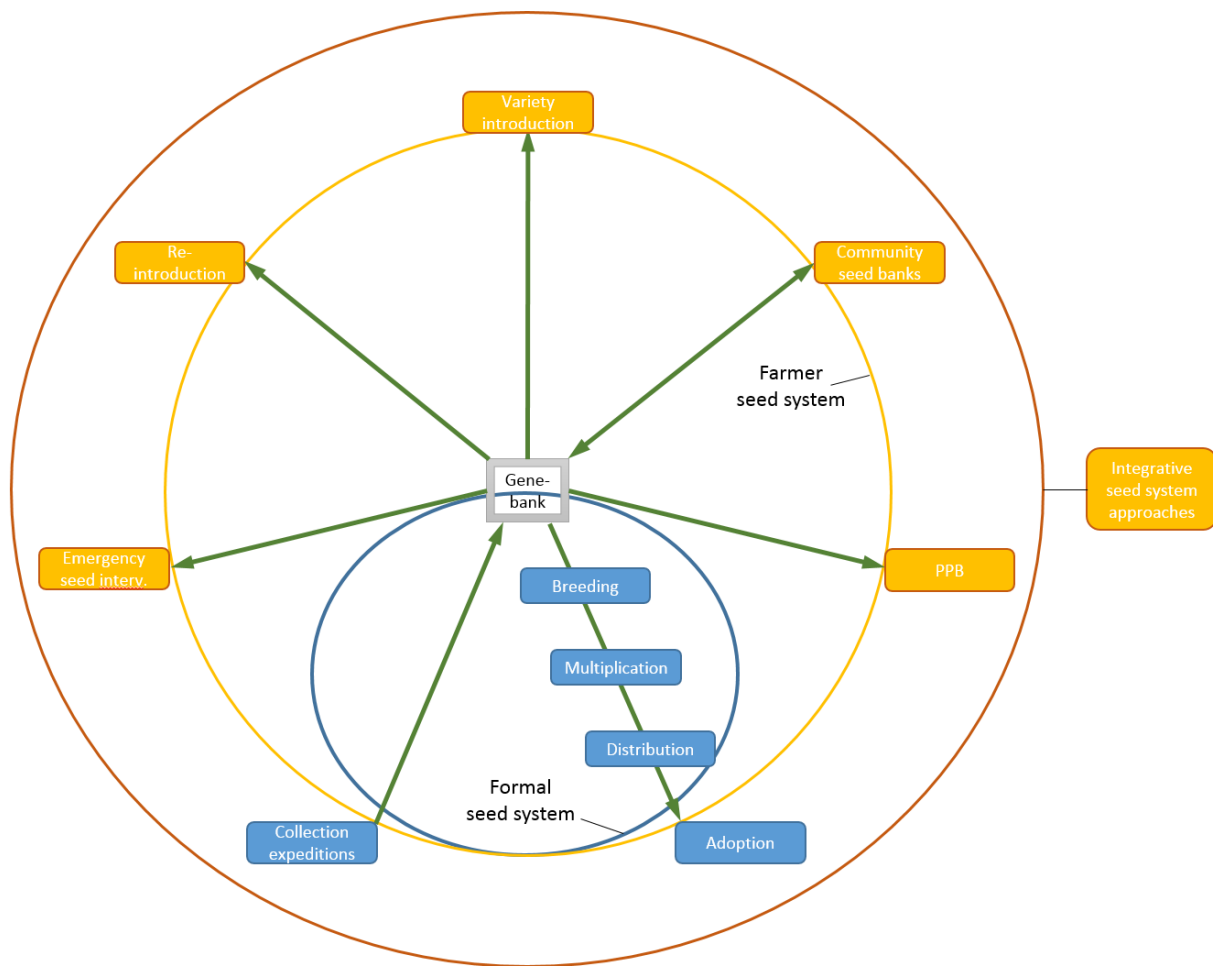 Variety
introduction
Re-
introduction
Community
seed banks
Farmer
seed system
Gene-
bank
Integrative
seed system
approaches
Emergency
seed interv.
PPB
Breeding
Multiplication
Distribution
Formal
seed system
Collection
expeditions
Adoption